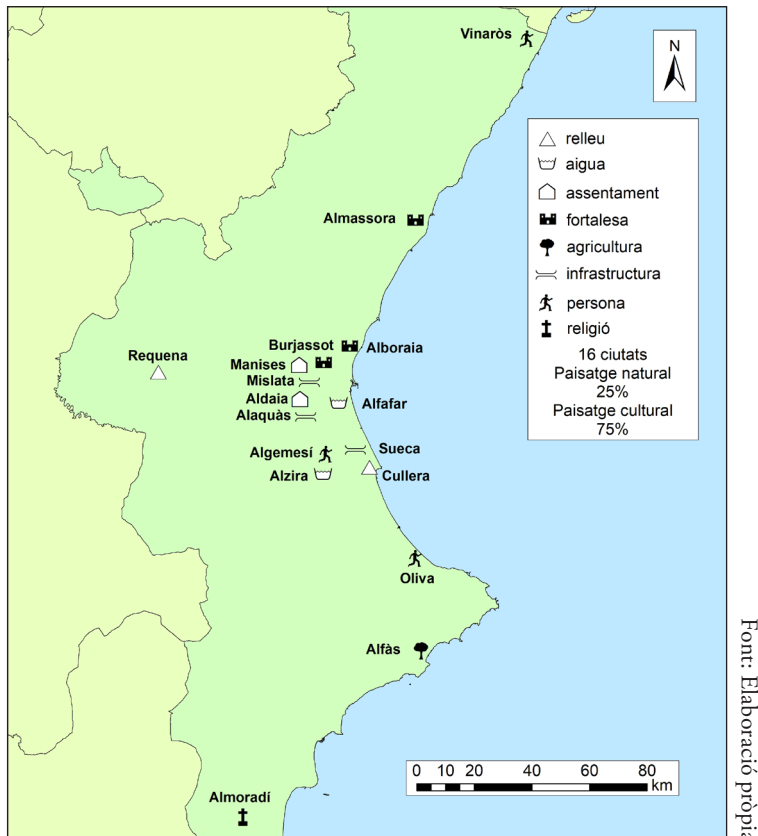 Vinaròs
N
relleu
aigua
assentament
fortalesa
agricultura
infrastructura
persona
religió
16 ciutats
Paisatge natural
25%
Paisatge cultural
75%
Almassora
Burjassot
Alboraia
Requena
Manises
Mislata
Aldaia
Alfafar
Alaquàs
Algemesí
Sueca
Alzira
Cullera
Oliva
Alfàs
Almoradí
0 10 20 40 60 80
km
Font: Elaboració pròpia